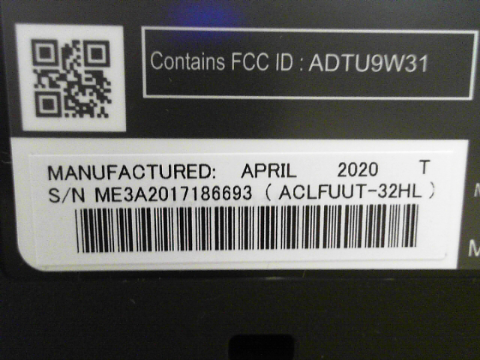 Contains FCC ID : ADTU9W31
MANUFACTURED: APRIL 2020 T
S/N ME3A2017186693 ( ACLFUUT-32HL )
M